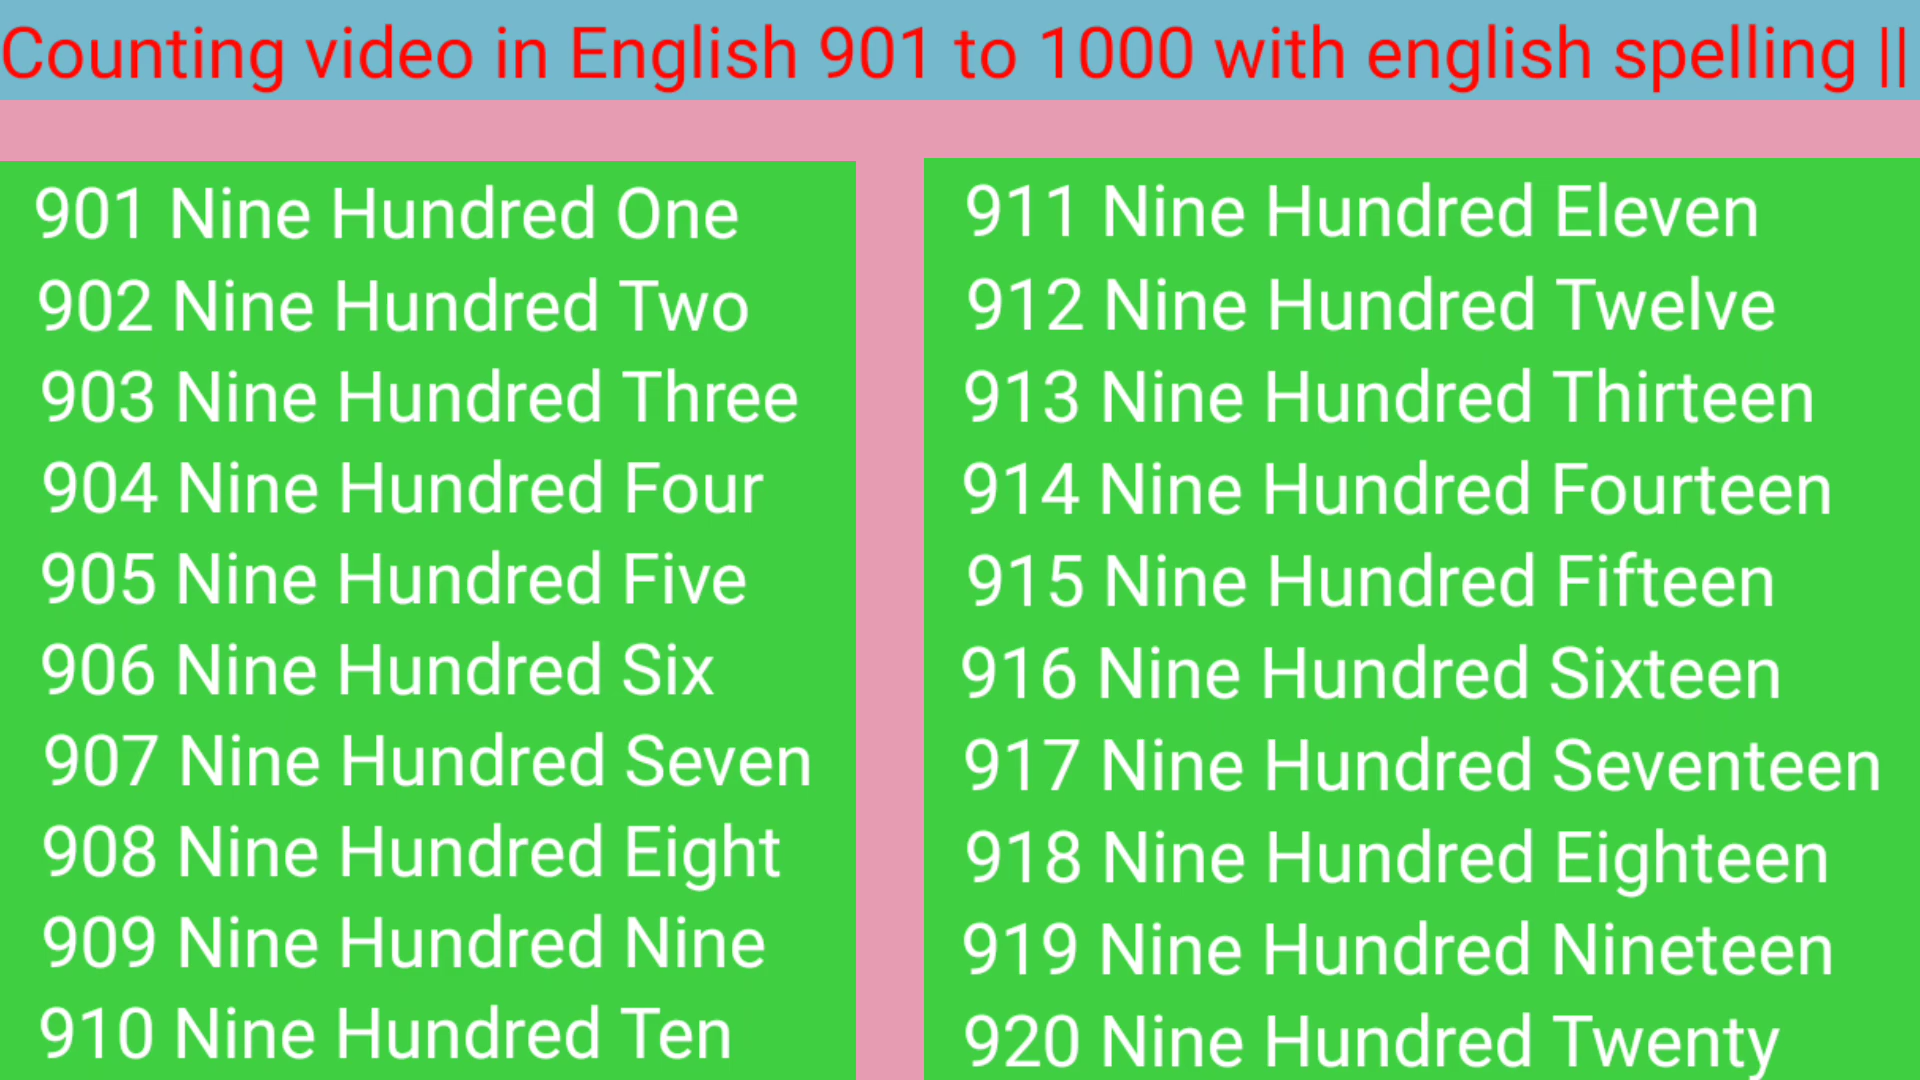 Counting video in English 901 to 1000 with english spelling ||
901 Nine Hundred One
902 Nine Hundred Two
903 Nine Hundred Three
904 Nine Hundred Four
905 Nine Hundred Five
906 Nine Hundred Six
907 Nine Hundred Seven
908 Nine Hundred Eight
909 Nine Hundred Nine
910 Nine Hundred Ten
911 Nine Hundred Eleven
912 Nine Hundred Twelve
913 Nine Hundred Thirteen
914 Nine Hundred Fourteen
915 Nine Hundred Fifteen
916 Nine Hundred Sixteen
917 Nine Hundred Seventeen
918 Nine Hundred Eighteen
919 Nine Hundred Nineteen
920 Nine Hundred Twenty